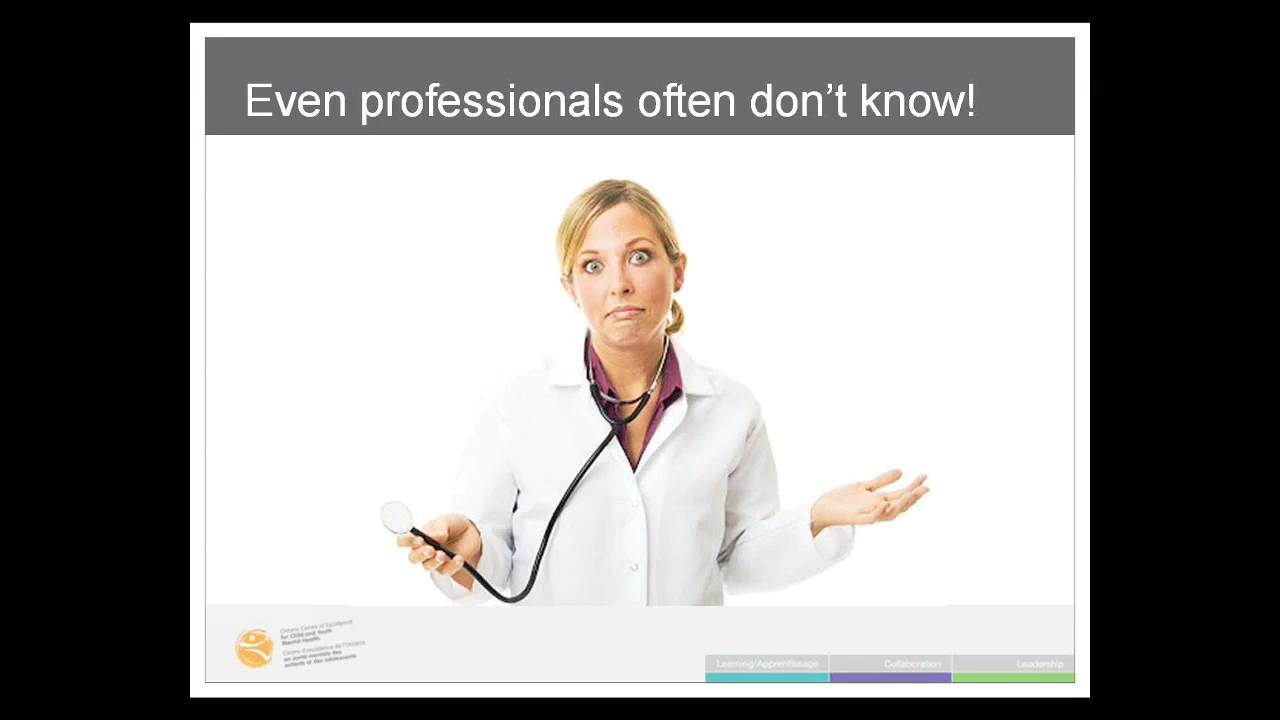 Even professionals often don't know!
Ontario Centre of Excellence
for Child and Youth
Mental Health
Centre d'excellence de l'Ontario
en santé mentale des
enfants et des adolescents
Learning/Apprentissage
Collaboration
Leadership